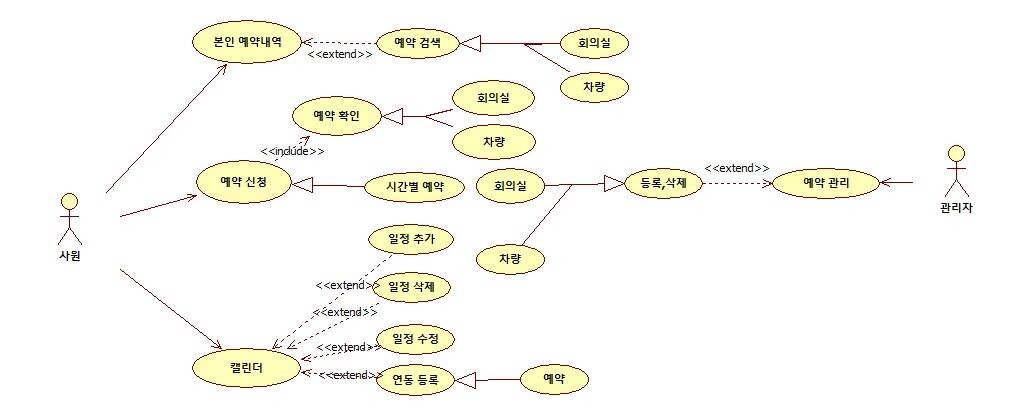 본인 예약내역
<<extend>>
예약 검색
회의실
차량
예약 확인
회의실
차량
<<include>>
예약 신청
시간별 예약
회의실
차량
등록,삭제
<<extend>>
예약 관리
관리자
사원
일정 추가
<<extend>>
일정 삭제
<<extend>>
일정 수정
<<extend>>
캘린더
<<extend>>
연동 등록
예약